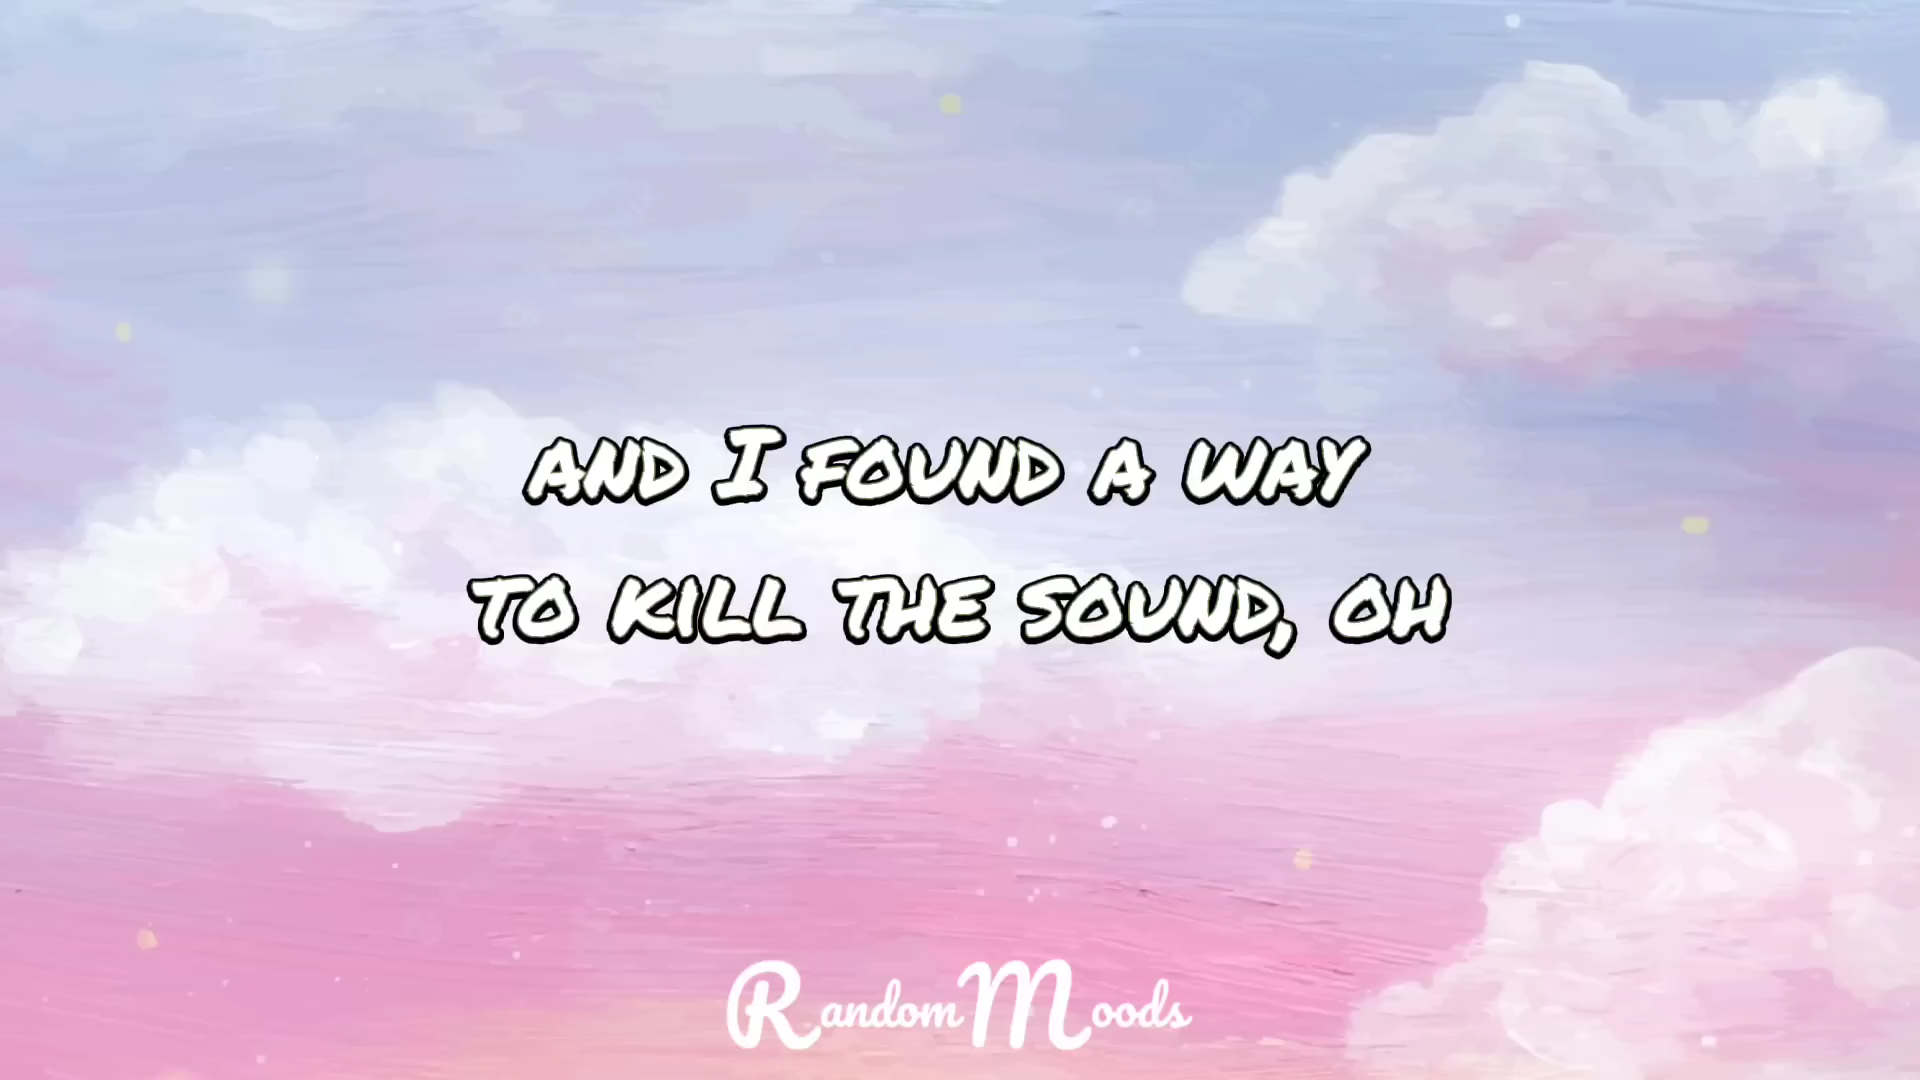 and I found a way
to kill the sound, oh
RandomMoods